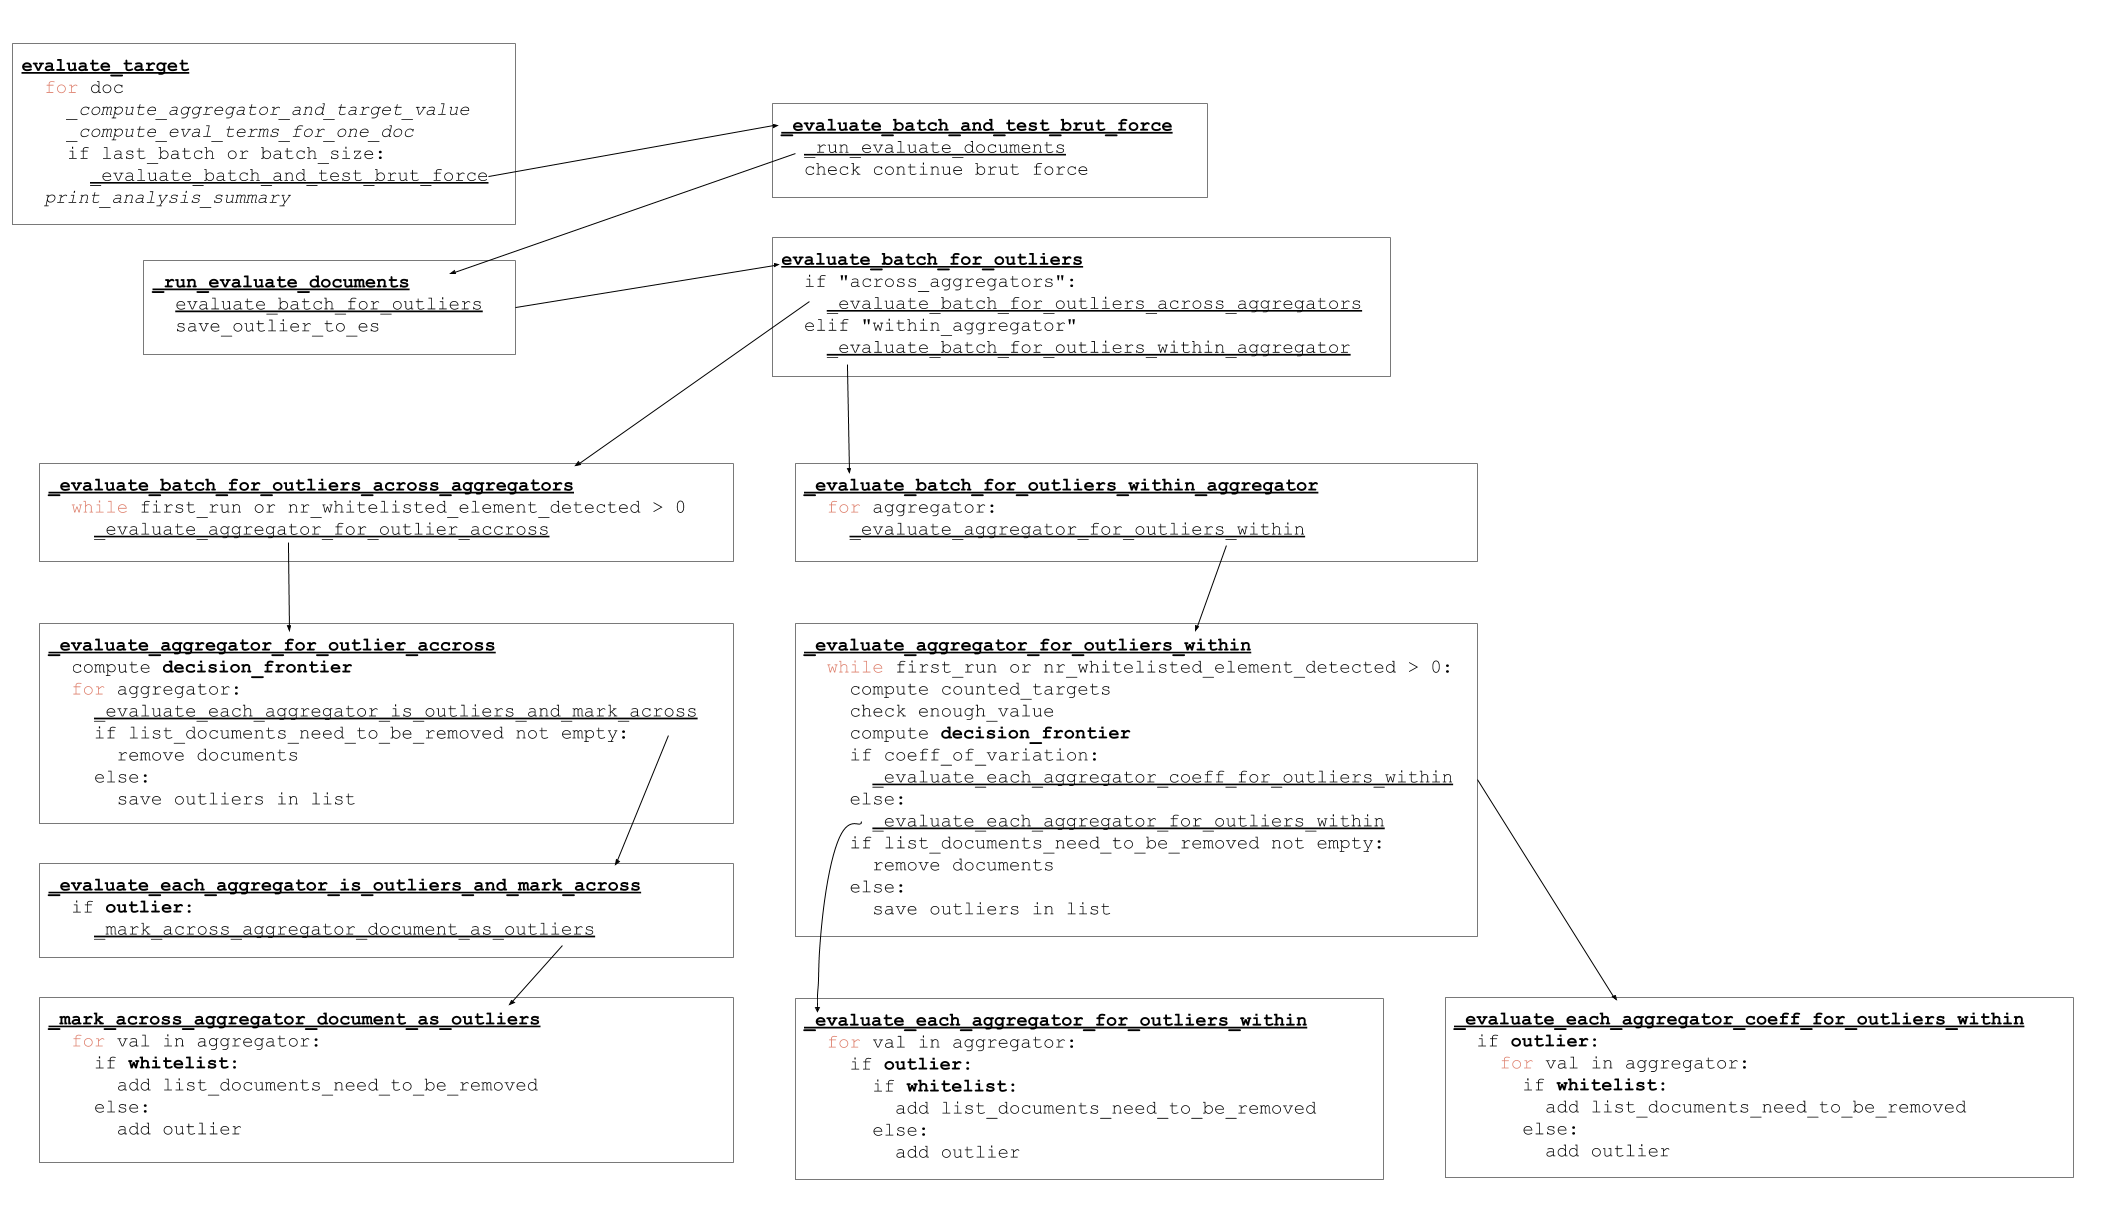 evaluate_target
for doc
_compute_aggregator_and_target_value
_compute_eval_terms_for_one_doc
if last_batch or batch_size:
_evaluate_batch_and_test_brut_force
print_analysis_summary
_evaluate_batch_and_test_brut_force
_run_evaluate_documents
check continue brut force
_run_evaluate_documents
evaluate_batch_for_outliers
save_outlier_to_es
evaluate_batch_for_outliers
if "across_aggregators":
_evaluate_batch_for_outliers_across_aggregators
elif "within_aggregator"
_evaluate_batch_for_outliers_within_aggregator
_evaluate_batch_for_outliers_across_aggregators
while first_run or nr_whitelisted_element_detected > 0
_evaluate_aggregator_for_outlier_accross
_evaluate_batch_for_outliers_within_aggregator
for aggregator:
_evaluate_aggregator_for_outliers_within
_evaluate_aggregator_for_outlier_accross
compute decision_frontier
for aggregator:
_evaluate_each_aggregator_is_outliers_and_mark_across
if list_documents_need_to_be_removed not empty:
remove documents
else:
save outliers in list
_evaluate_aggregator_for_outliers_within
while first_run or nr_whitelisted_element_detected > 0:
compute counted_targets
check enough_value
compute decision_frontier
if coeff_of_variation:
_evaluate_each_aggregator_coeff_for_outliers_within
else:
_evaluate_each_aggregator_for_outliers_within
if list_documents_need_to_be_removed not empty:
remove documents
else:
save outliers in list
_evaluate_each_aggregator_is_outliers_and_mark_across
if outlier:
_mark_across_aggregator_document_as_outliers
_mark_across_aggregator_document_as_outliers
for val in aggregator:
if whitelist:
add list_documents_need_to_be_removed
else:
add outlier
_evaluate_each_aggregator_for_outliers_within
for val in aggregator:
if outlier:
if whitelist:
add list_documents_need_to_be_removed
else:
add outlier
_evaluate_each_aggregator_coeff_for_outliers_within
if outlier:
for val in aggregator:
if whitelist:
add list_documents_need_to_be_removed
else:
add outlier